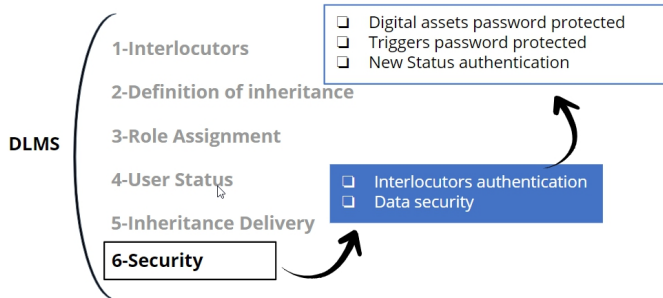 DLMS
1-Interlocutors
2-Definition of inheritance
3-Role Assignment
4-User Status
5-Inheritance Delivery
6-Security
Interlocutors authentication
Data security
Digital assets password protected
Triggers password protected
New Status authentication